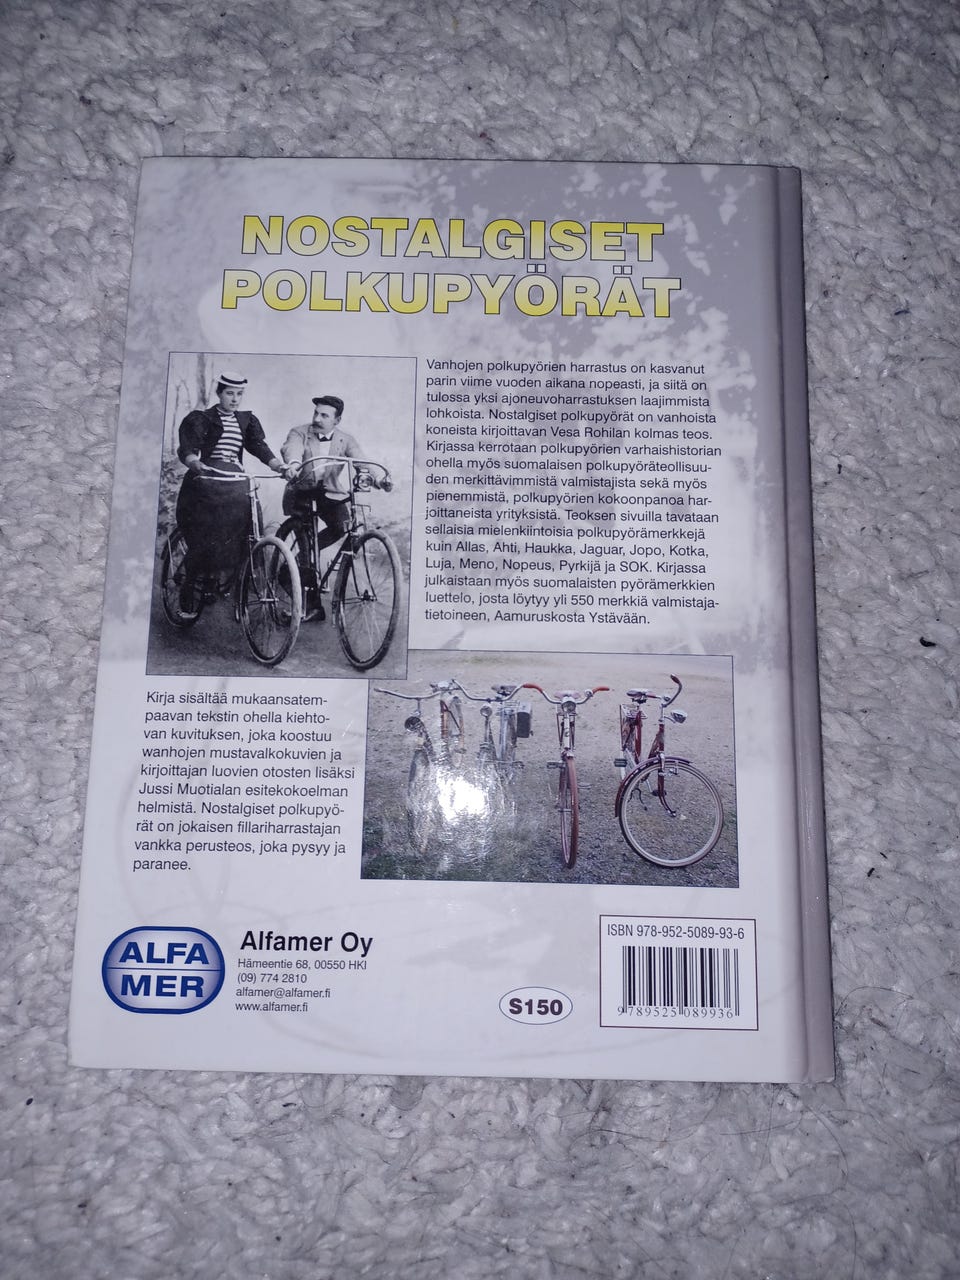 NOSTALGISET
POLKUPYÖRÄT
Vanhojen polkupyörien harrastus on kasvanut
parin viime vuoden aikana nopeasti, ja siitä on
tulossa yksi ajoneuvoharrastuksen laajimmista
lohkoista. Nostalgiset polkupyörät on vanhoista
koneista kirjoittavan Vesa Rohilan kolmas teos.
Kirjassa kerrotaan polkupyörien varhaishistorian
ohella myös suomalaisen polkupyöräteollisuu-
den merkittävimmistä valmistajista sekä myös
pienemmistä, polkupyörien kokoonpanoa har-
joittaneista yrityksistä. Teoksen sivuilla tavataan
sellaisia mielenkiintoisia polkupyörämerkkejä
kuin Allas, Ahti, Haukka, Jaguar, Jopo, Kotka,
Luja, Meno, Nopeus, Pyrkijä ja SOK. Kirjassa
julkaistaan myös suomalaisten pyörämerkkien
luettelo, josta löytyy yli 550 merkkiä valmistaja-
tietoineen, Aamuruskosta Ystävään.
Kirja sisältää mukaansatem-
paavan tekstin ohella kiehto-
van kuvituksen, joka koostuu
wanhojen mustavalkokuvien ja
kirjoittajan luovien otosten lisäksi
Jussi Muotialan esitekokoelman
helmistä. Nostalgiset polkupyö-
rät on jokaisen fillariharrastajan
vankka perusteos, joka pysyy ja
paranee.
ALFA
MER
Alfamer Oy
Hämeentie 68, 00550 HKI
(09) 774 2810
alfamer@alfamer.fi
www.alfamer.fi
S150
ISBN 978-952-5089-93-6
9 789525 089936